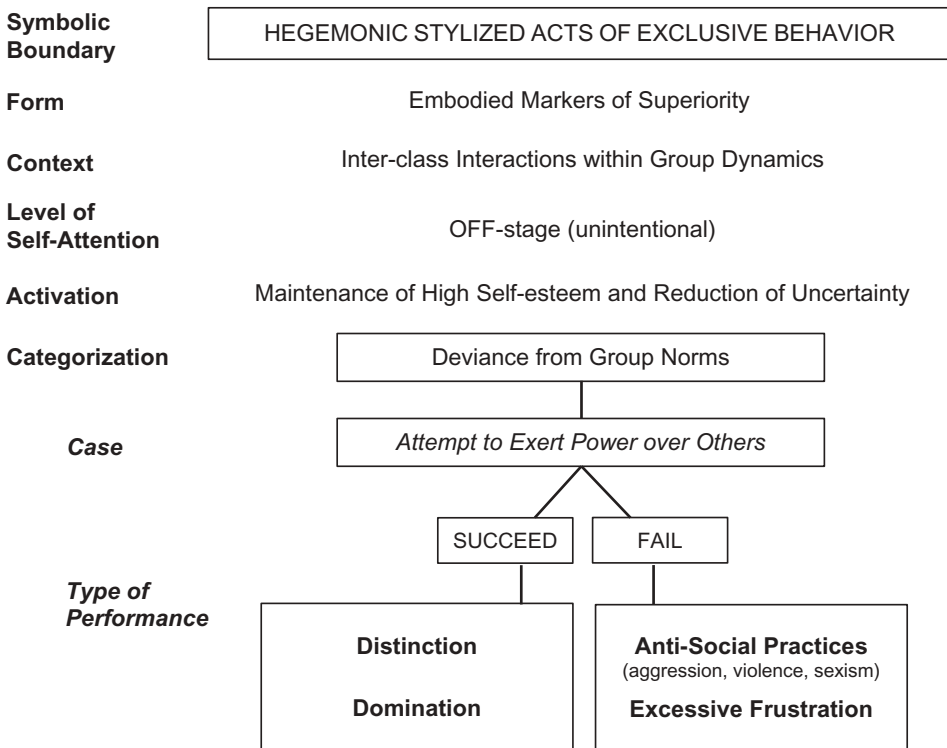 Symbolic
Boundary
HEGEMONIC STYLIZED ACTS OF EXCLUSIVE BEHAVIOR
Form
Embodied Markers of Superiority
Context
Inter-class Interactions within Group Dynamics
Level of
Self-Attention
OFF-stage (unintentional)
Activation
Maintenance of High Self-esteem and Reduction of Uncertainty
Categorization
Deviance from Group Norms
Case
Attempt to Exert Power over Others
SUCCEED
FAIL
Type of
Performance
Distinction
Domination
Anti-Social Practices
(aggression, violence, sexism)
Excessive Frustration